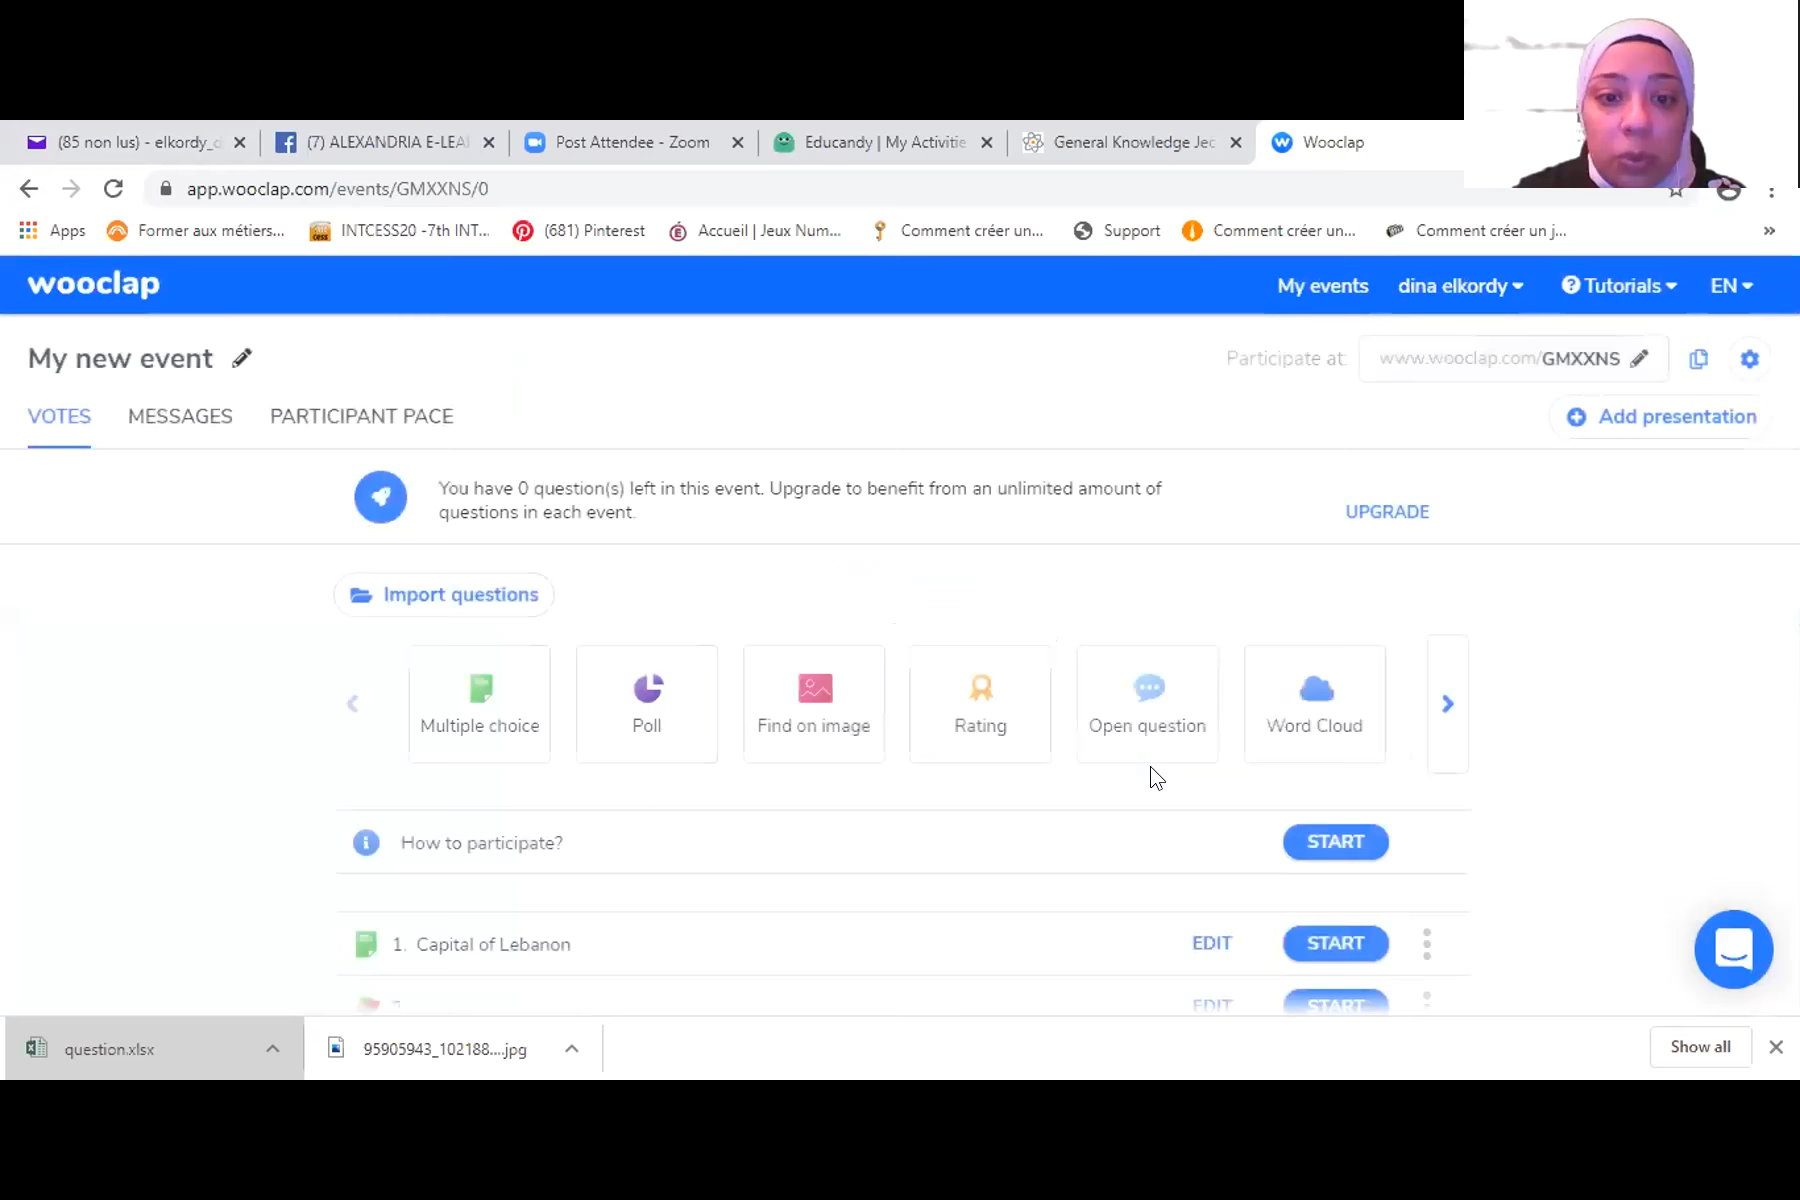 (85 non lus) - elkordy_d
(7) ALEXANDRIA E-LEA
Post Attendee - Zoom
Educandy | My Activitie
General Knowledge Jec
Wooclap
app.wooclap.com/events/GMXXNS/0
Apps
Former aux métiers...
INTCESS20 -7th INT...
(681) Pinterest
Accueil | Jeux Num...
Comment créer un...
Support
Comment créer un...
Comment créer un j...
»
wooclap
My events
dina elkordy
Tutorials
EN
My new event
Participate at: www.wooclap.com/GMXXNS
VOTES
MESSAGES
PARTICIPANT PACE
Add presentation
You have 0 question(s) left in this event. Upgrade to benefit from an unlimited amount of
questions in each event.
UPGRADE
Import questions
Multiple choice
Poll
Find on image
Rating
Open question
Word Cloud
How to participate?
START
1. Capital of Lebanon
EDIT
START
EDIT
START
question.xlsx
95905943_102188....jpg
Show all